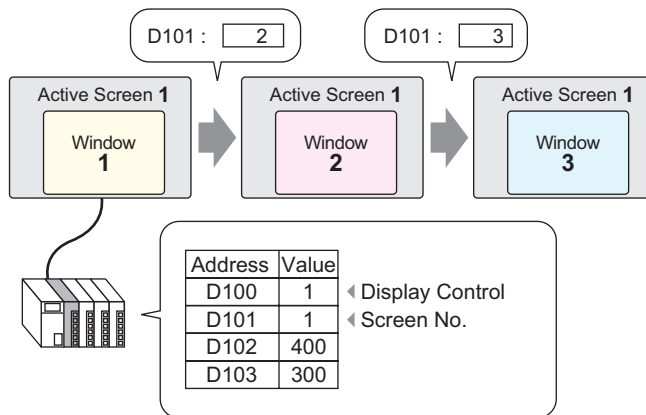 D101 : 2
D101 : 3
Active Screen 1
Window
1
Active Screen 1
Window
2
Active Screen 1
Window
3
Address Value
D100 1 Display Control
D101 1 Screen No.
D102 400
D103 300